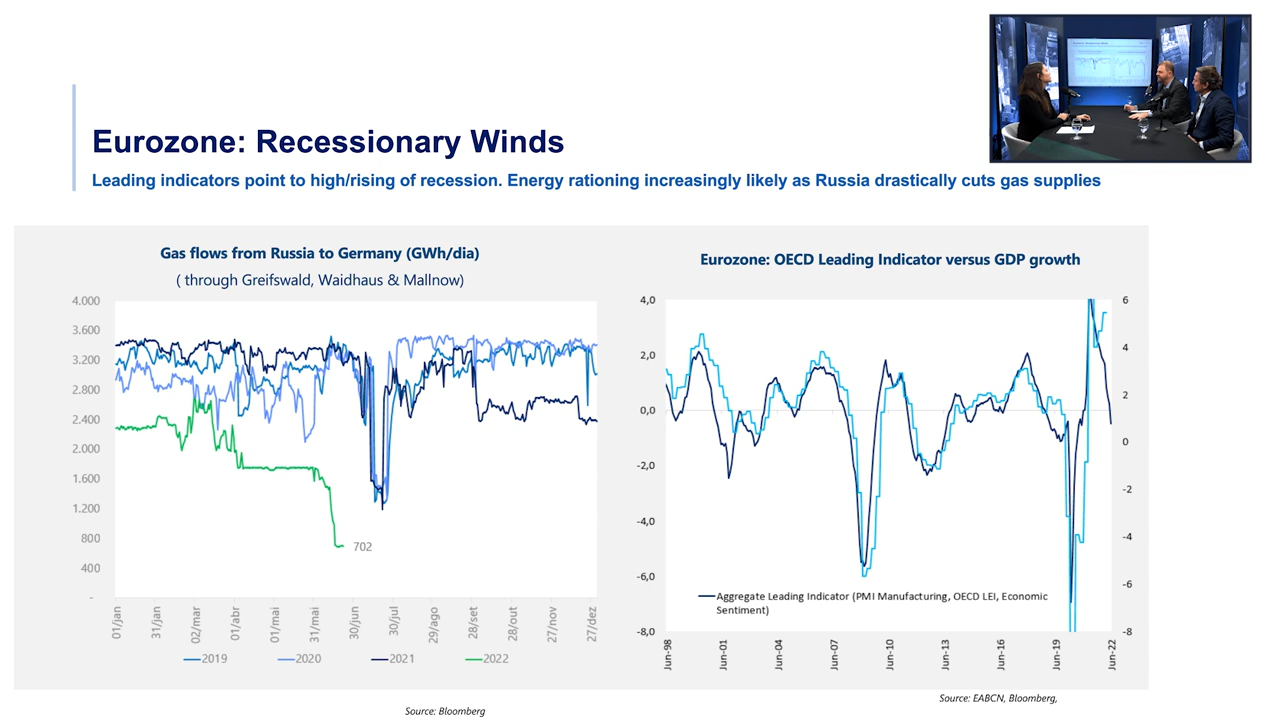 Eurozone: Recessionary Winds
Leading indicators point to high/rising of recession. Energy rationing increasingly likely as Russia drastically cuts gas supplies
Gas flows from Russia to Germany (GWh/dia)
( through Greifswald, Waidhaus & Mallnow)
4.000
3.600
3.200
2.800
2.400
2.000
1.600
1.200
800
400
-
702
01/jan
31/jan
02/mar
01/abr
01/mai
31/mai
30/jun
30/jul
29/ago
28/set
28/out
27/nov
27/dez
2019
2020
2021
2022
Source: Bloomberg
Eurozone: OECD Leading Indicator versus GDP growth
4,0
2,0
0,0
-2,0
-4,0
-6,0
-8,0
6
4
2
0
-2
-4
-6
-8
Aggregate Leading Indicator (PMI Manufacturing, OECD LEI, Economic
Sentiment)
Jun-98
Jun-01
Jun-04
Jun-07
Jun-10
Jun-13
Jun-16
Jun-19
Jun-22
Source: EABCN, Bloomberg,